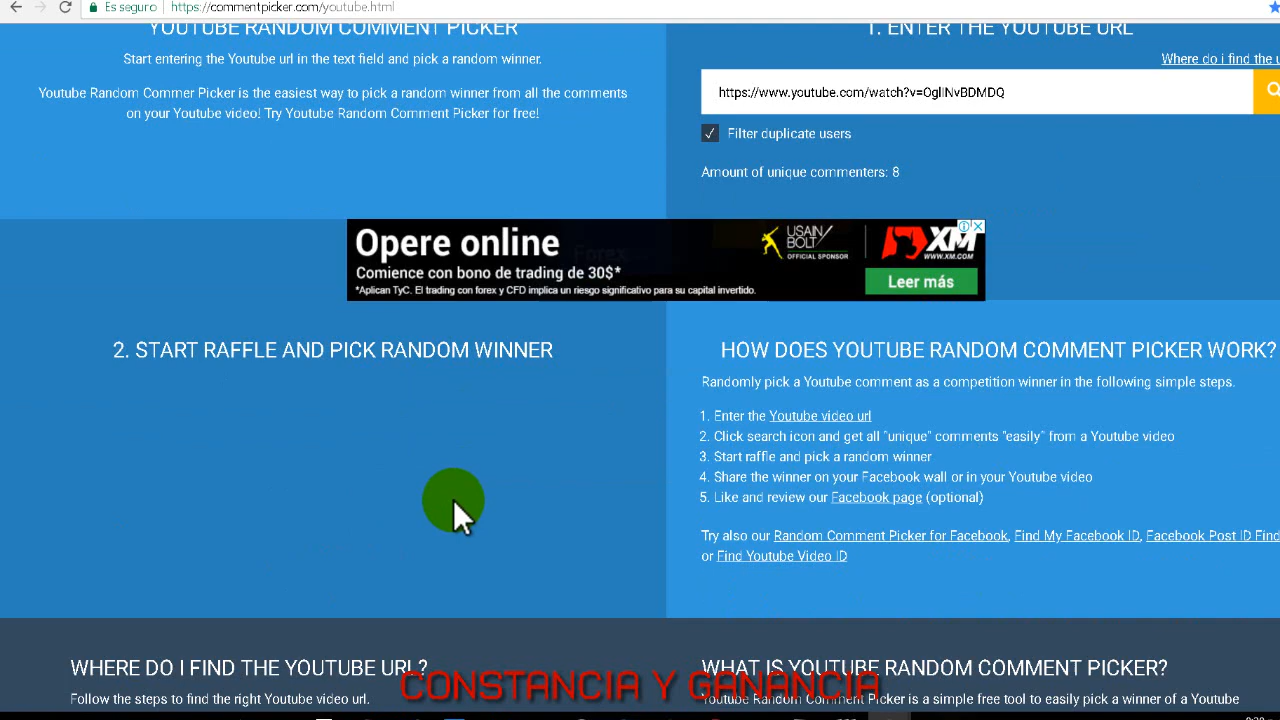 Es seguro
https://commentpicker.com/youtube.html
YOUTUBE RANDOM COMMENT PICKER
Start entering the Youtube url in the text field and pick a random winner.
Youtube Random Commer Picker is the easiest way to pick a random winner from all the comments
on your Youtube video! Try Youtube Random Comment Picker for free!
1. ENTER THE YOUTUBE URL
Where do i find the
https://www.youtube.com/watch?v=OglINvBDMDQ
Filter duplicate users
Amount of unique commenters: 8
Opere online
Forex
Comience con bono de trading de 30$*
*Aplican TyC. El trading con forex y CFD implica un riesgo significativo para su capital invertido.
USAIN
BOLT
OFFICIAL SPONSOR
XM
WWW.XM.COM
Leer más
2. START RAFFLE AND PICK RANDOM WINNER
HOW DOES YOUTUBE RANDOM COMMENT PICKER WORK?
Randomly pick a Youtube comment as a competition winner in the following simple steps.
1. Enter the Youtube video url
2. Click search icon and get all "unique" comments "easily" from a Youtube video
3. Start raffle and pick a random winner
4. Share the winner on your Facebook wall or in your Youtube video
5. Like and review our Facebook page (optional)
Try also our Random Comment Picker for Facebook, Find My Facebook ID, Facebook Post ID Find
or Find Youtube Video ID
WHERE DO I FIND THE YOUTUBE URL?
Follow the steps to find the right Youtube video url.
WHAT IS YOUTUBE RANDOM COMMENT PICKER?
Youtube Random Comment Picker is a simple free tool to easily pick a winner of a Youtube
CONSTANCIA Y GANANCIA